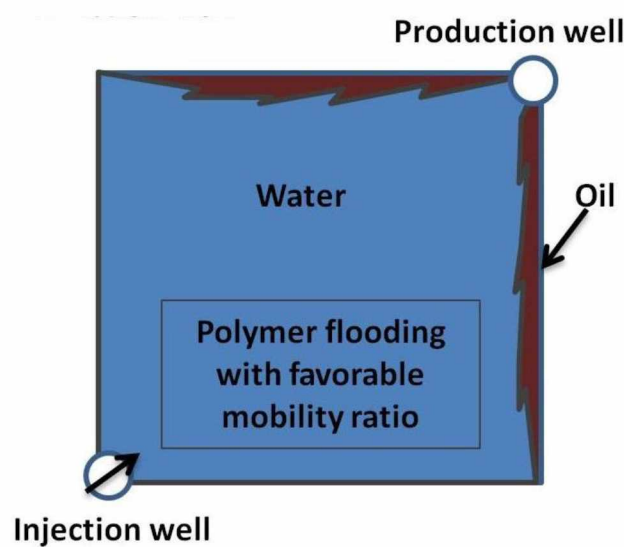 Production well
Water
Oil
Polymer flooding
with favorable
mobility ratio
Injection well